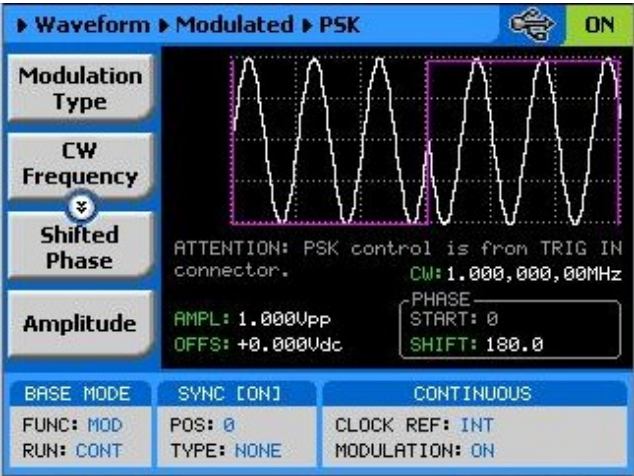 Waveform Modulated PSK ON
Modulation
Type
CW
Frequency
Shifted
Phase
ATTENTION: PSK control is from TRIG IN
connector.
CW:1.000,000,00MHz
Amplitude
AMPL: 1.000Vpp
OFFS: +0.000Vdc
PHASE
START: 0
SHIFT: 180.0
BASE MODE
FUNC: MOD
RUN: CONT
SYNC [ON]
POS: 0
TYPE: NONE
CONTINUOUS
CLOCK REF: INT
MODULATION: ON